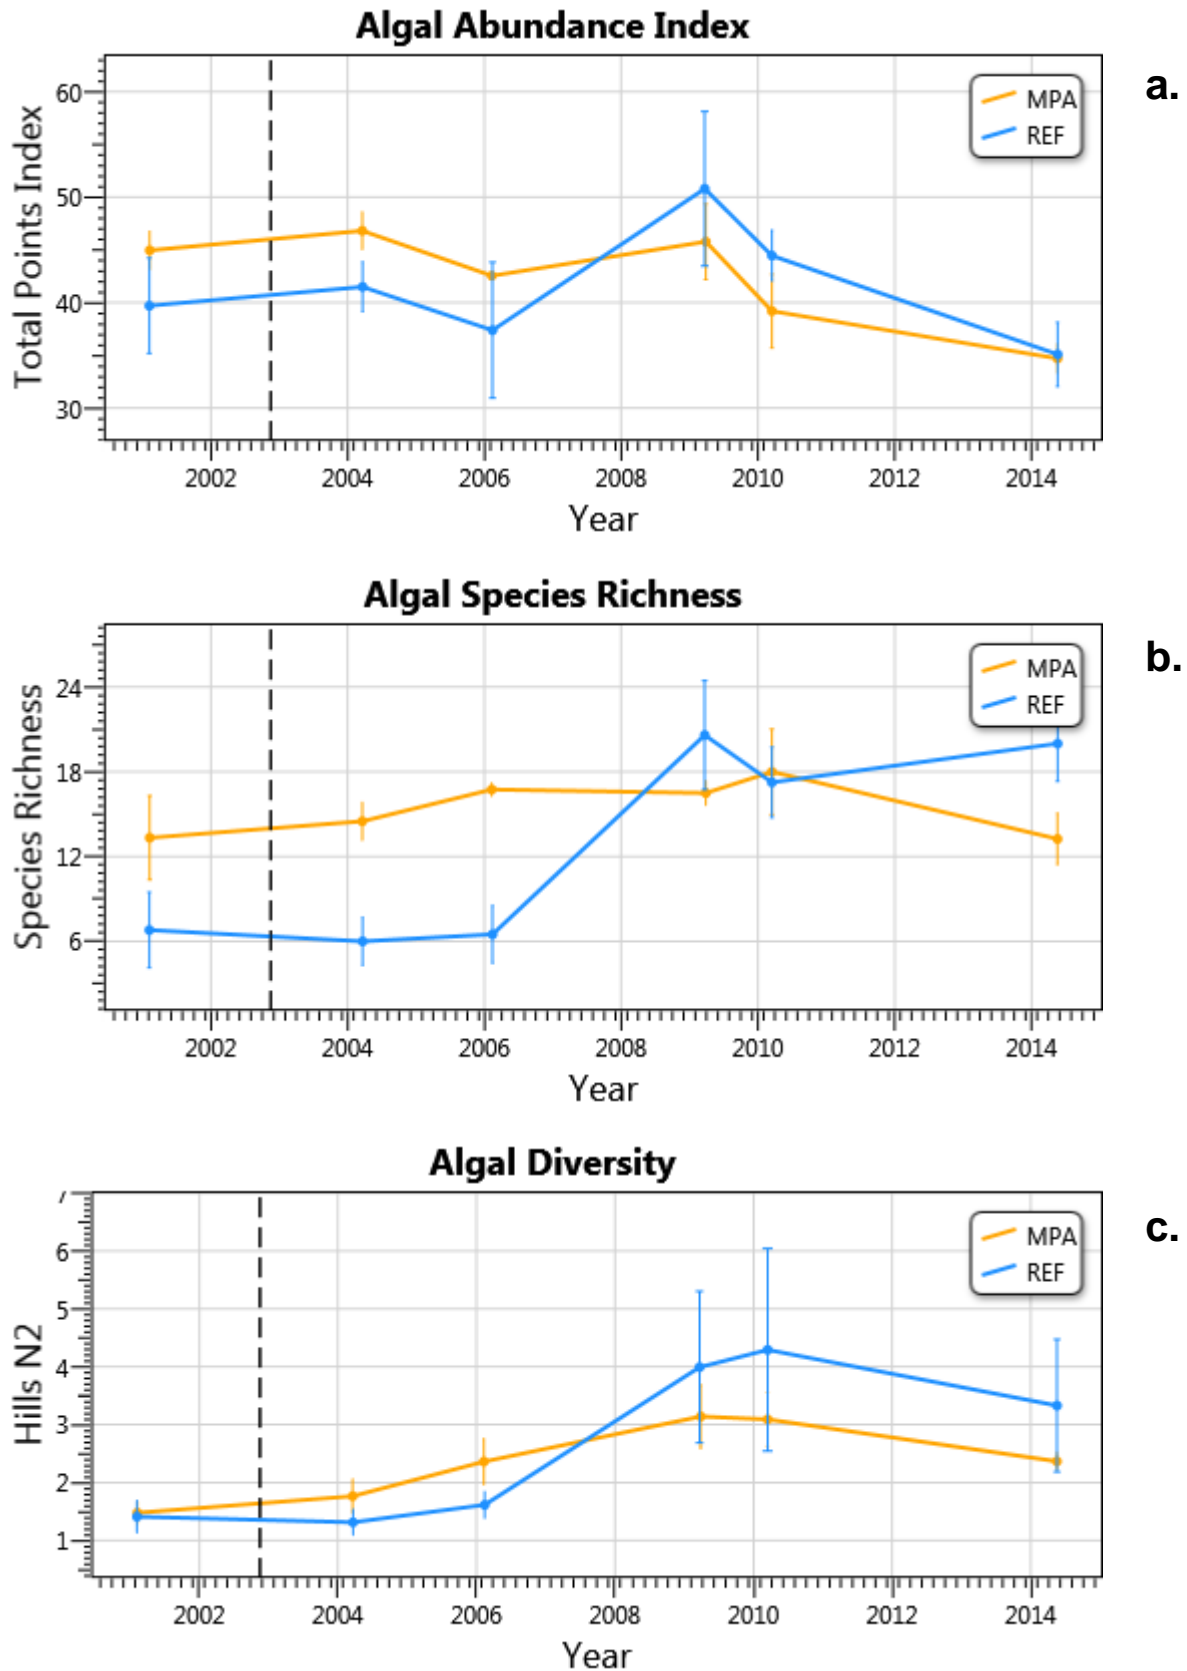 Algal Abundance Index
a.
MPA
REF
Total Points Index
60
50
40
30
2002 2004 2006 2008 2010 2012 2014
Year
Algal Species Richness
b.
MPA
REF
Species Richness
24
18
12
6
2002 2004 2006 2008 2010 2012 2014
Year
Algal Diversity
c.
MPA
REF
Hills N2
7
6
5
4
3
2
1
2002 2004 2006 2008 2010 2012 2014
Year